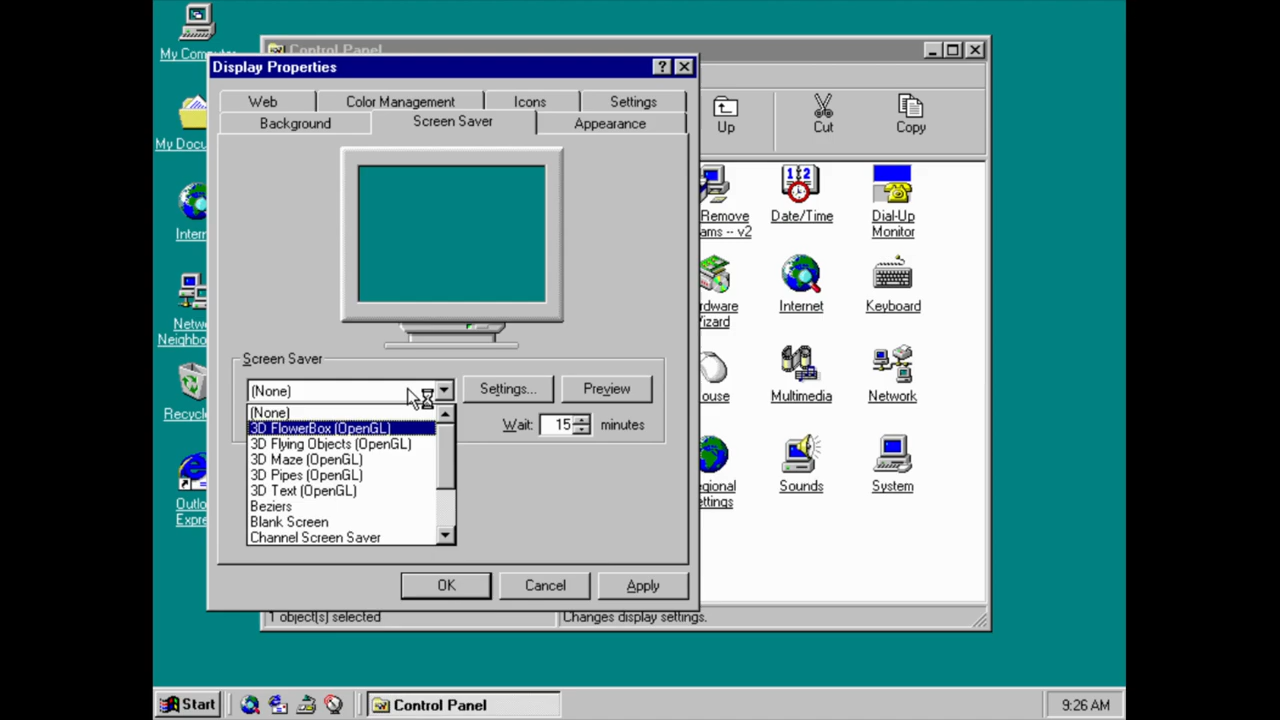 My Computer
Control Panel
Display Properties
Web
Color Management
Icons
Settings
Background
Screen Saver
Appearance
Up
Cut
Copy
My Docu
Remove
ams -- v2
Date/Time
Dial-Up
Monitor
Intern
rdware
izard
Internet
Keyboard
Netwo
Neighbo
Screen Saver
(None)
Settings...
Preview
Wait: 15 minutes
(None)
3D FlowerBox (OpenGL)
3D Flying Objects (OpenGL)
3D Maze (OpenGL)
3D Pipes (OpenGL)
3D Text (OpenGL)
Beziers
Blank Screen
Channel Screen Saver
ouse
Multimedia
Network
Recycle
gional
ettings
Sounds
System
Outlo
Expre
OK
Cancel
Apply
1 object(s) selected
Changes display settings.
Start
Control Panel
9:26 AM